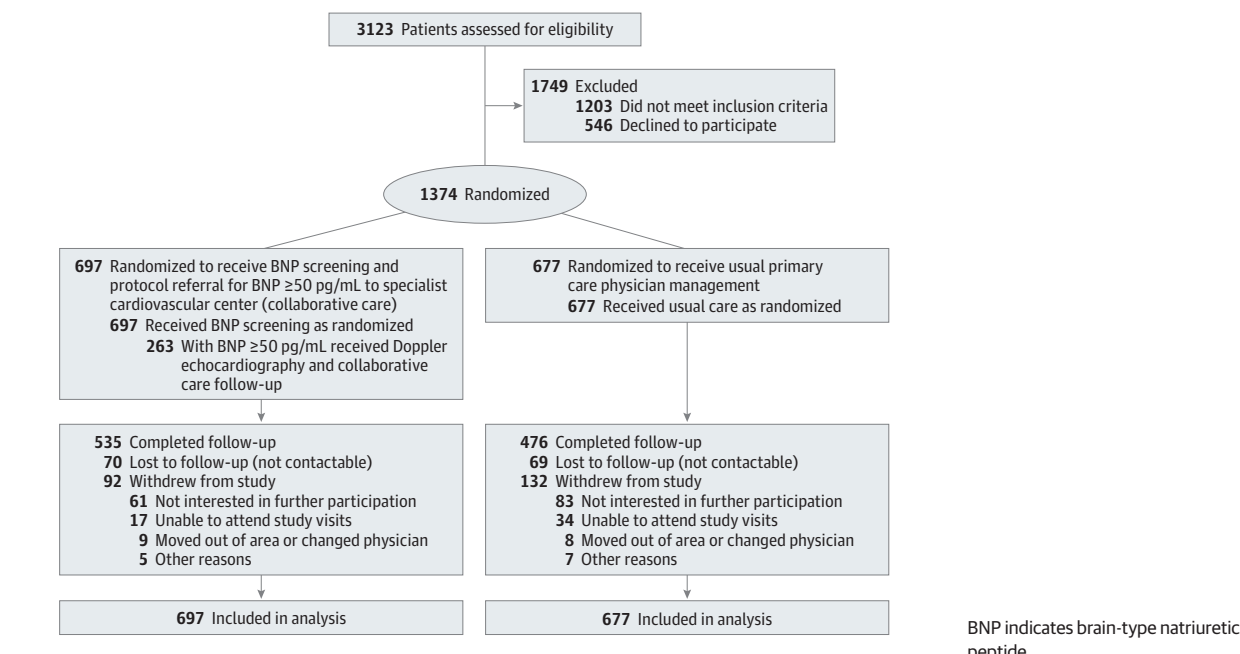 3123 Patients assessed for eligibility
1749 Excluded
1203 Did not meet inclusion criteria
546 Declined to participate
1374 Randomized
697 Randomized to receive BNP screening and
protocol referral for BNP ≥50 pg/mL to specialist
cardiovascular center (collaborative care)
697 Received BNP screening as randomized
263 With BNP ≥50 pg/mL received Doppler
echocardiography and collaborative
care follow-up
677 Randomized to receive usual primary
care physician management
677 Received usual care as randomized
535 Completed follow-up
70 Lost to follow-up (not contactable)
92 Withdrew from study
61 Not interested in further participation
17 Unable to attend study visits
9 Moved out of area or changed physician
5 Other reasons
476 Completed follow-up
69 Lost to follow-up (not contactable)
132 Withdrew from study
83 Not interested in further participation
34 Unable to attend study visits
8 Moved out of area or changed physician
7 Other reasons
697 Included in analysis
677 Included in analysis
BNP indicates brain-type natriuretic
peptide